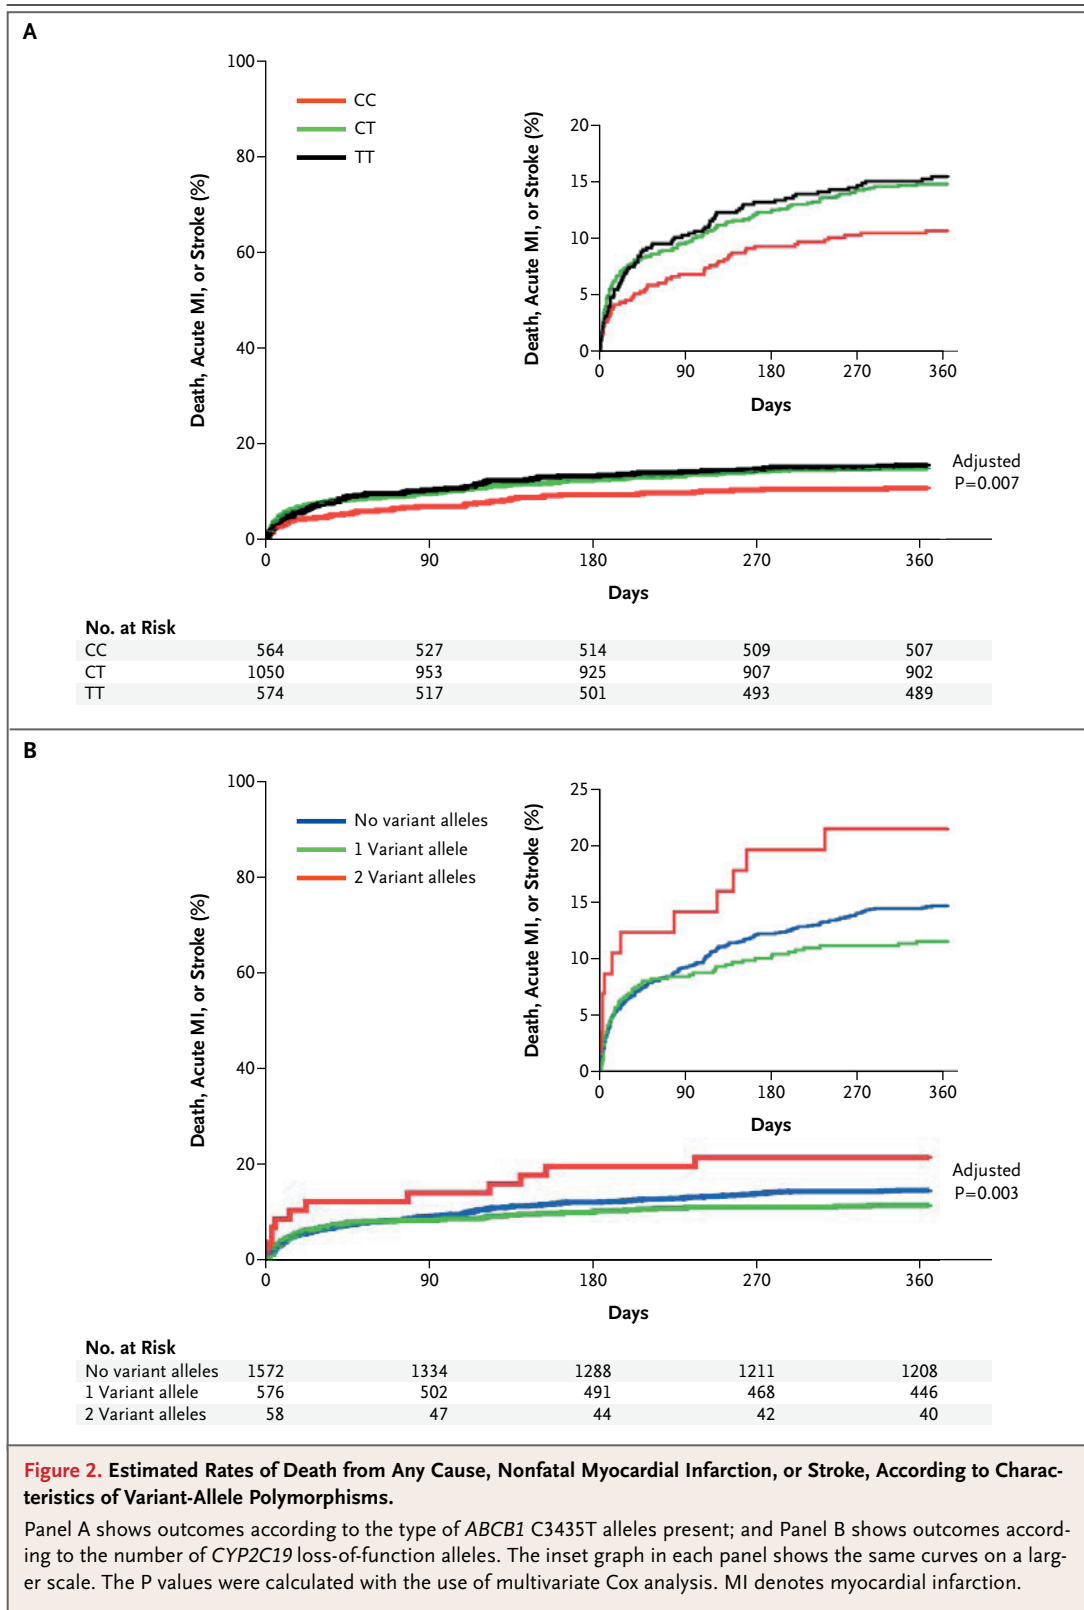 A
100
80
60
40
20
0
Death, Acute MI, or Stroke (%)
CC
CT
TT
20
15
10
5
0
Death, Acute MI, or Stroke (%)
0 90 180 270 360
Days
Adjusted
P=0.007
0 90 180 270 360
Days
No. at Risk
CC 564 527 514 509 507
CT 1050 953 925 907 902
TT 574 517 501 493 489
B
100
80
60
40
20
0
Death, Acute MI, or Stroke (%)
No variant alleles
1 Variant allele
2 Variant alleles
25
20
15
10
5
0
Death, Acute MI, or Stroke (%)
0 90 180 270 360
Days
Adjusted
P=0.003
0 90 180 270 360
Days
No. at Risk
No variant alleles 1572 1334 1288 1211 1208
1 Variant allele 576 502 491 468 446
2 Variant alleles 58 47 44 42 40
Figure 2. Estimated Rates of Death from Any Cause, Nonfatal Myocardial Infarction, or Stroke, According to Charac-
teristics of Variant-Allele Polymorphisms.
Panel A shows outcomes according to the type of ABCB1 C3435T alleles present; and Panel B shows outcomes accord-
ing to the number of CYP2C19 loss-of-function alleles. The inset graph in each panel shows the same curves on a larg-
er scale. The P values were calculated with the use of multivariate Cox analysis. MI denotes myocardial infarction.